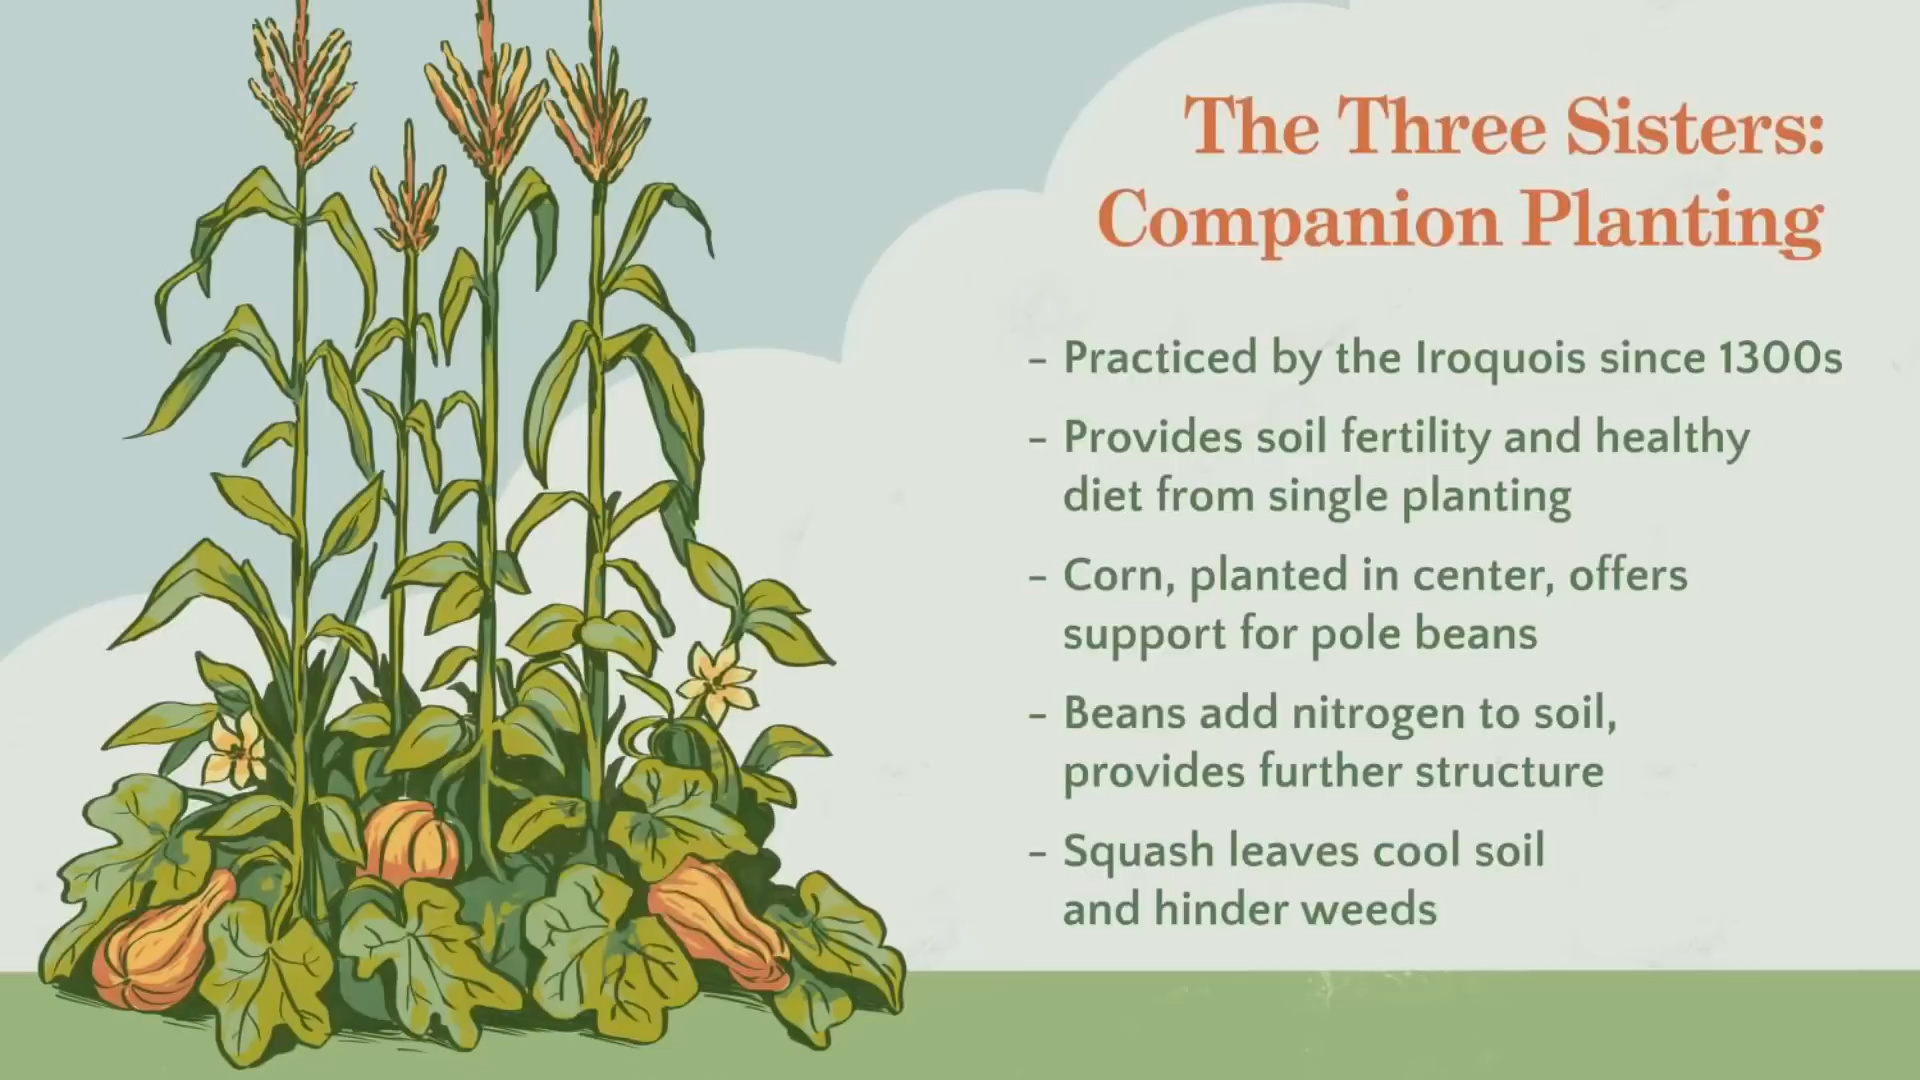 The Three Sisters:
Companion Planting
- Practiced by the Iroquois since 1300s
- Provides soil fertility and healthy
diet from single planting
- Corn, planted in center, offers
support for pole beans
- Beans add nitrogen to soil,
provides further structure
- Squash leaves cool soil
and hinder weeds